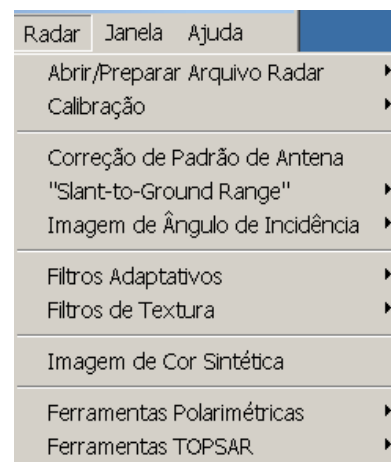 Radar Janela Ajuda
Abrir/Preparar Arquivo Radar
Calibração
Correção de Padrão de Antena
"Slant-to-Ground Range"
Imagem de Ângulo de Incidência
Filtros Adaptativos
Filtros de Textura
Imagem de Cor Sintética
Ferramentas Polarimétricas
Ferramentas TOPSAR